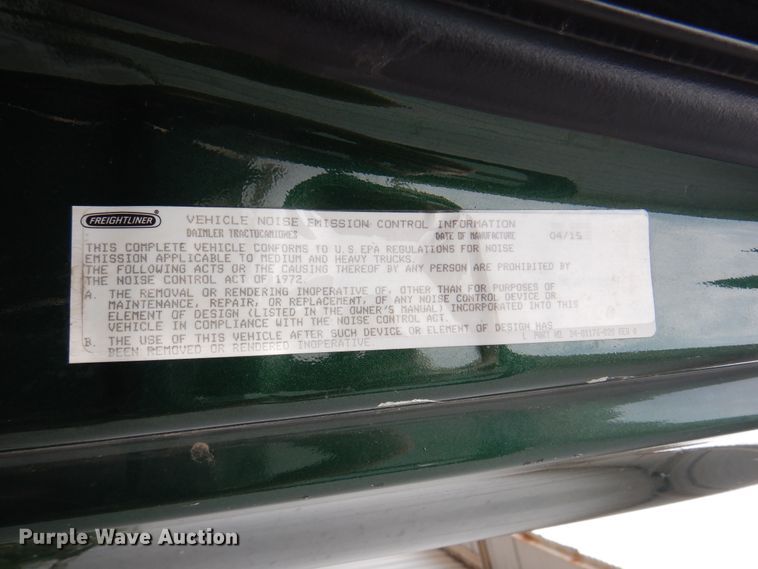 FREIGHTLINER
VEHICLE NOISE EMISSION CONTROL INFORMATION
DAIMLER TRACTOCAMIONES DATE OF MANUFACTURE 04/15
THIS COMPLETE VEHICLE CONFORMS TO U.S.EPA REGULATIONS FOR NOISE
EMISSION APPLICABLE TO MEDIUM AND HEAVY TRUCKS.
THE FOLLOWING ACTS OR THE CAUSING THEREOF BY ANY PERSON ARE PROHIBITED BY
THE NOISE CONTROL ACT OF 1972.
A. THE REMOVAL OR RENDERING INOPERATIVE OF, OTHER THAN FOR PURPOSES OF
MAINTENANCE, REPAIR, OR REPLACEMENT, OF ANY NOISE CONTROL DEVICE OR
ELEMENT OF DESIGN (LISTED IN THE OWNER'S MANUAL) INCORPORATED INTO THIS
VEHICLE IN COMPLIANCE WITH THE NOISE CONTROL ACT.
B. THE USE OF THIS VEHICLE AFTER SUCH DEVICE OR ELEMENT OF DESIGN HAS
BEEN REMOVED OR RENDERED INOPERATIVE.
PART NO.
Purple Wave Auction